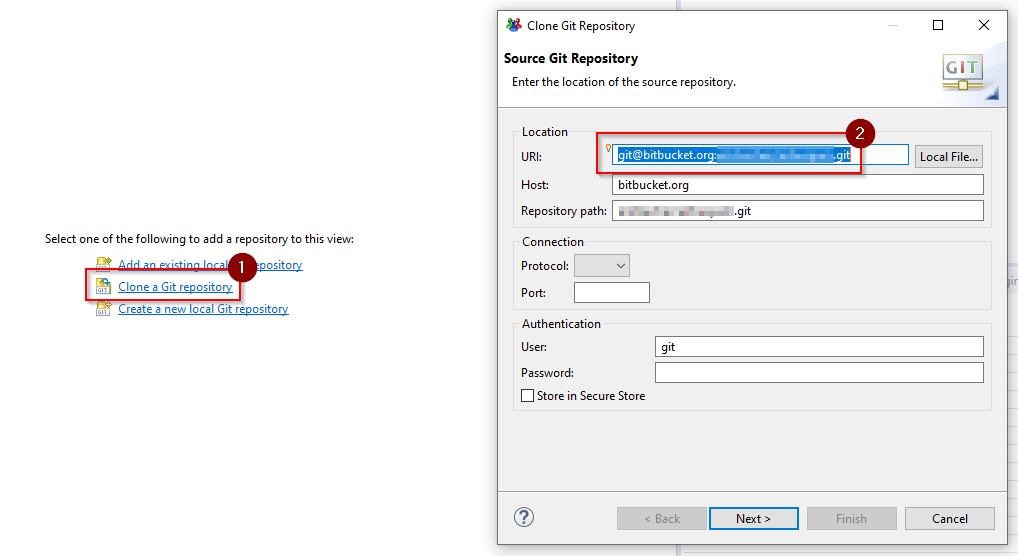 Select one of the following to add a repository to this view:
Add an existing local repository
1
Clone a Git repository
Create a new local Git repository
Clone Git Repository
Source Git Repository
Enter the location of the source repository.
GIT
Location
2
URI:
git@bitbucket.org: .git
Local File...
Host:
bitbucket.org
Repository path:
.git
Connection
Protocol:
Port:
Authentication
User:
git
Password:
Store in Secure Store
?
< Back
Next >
Finish
Cancel